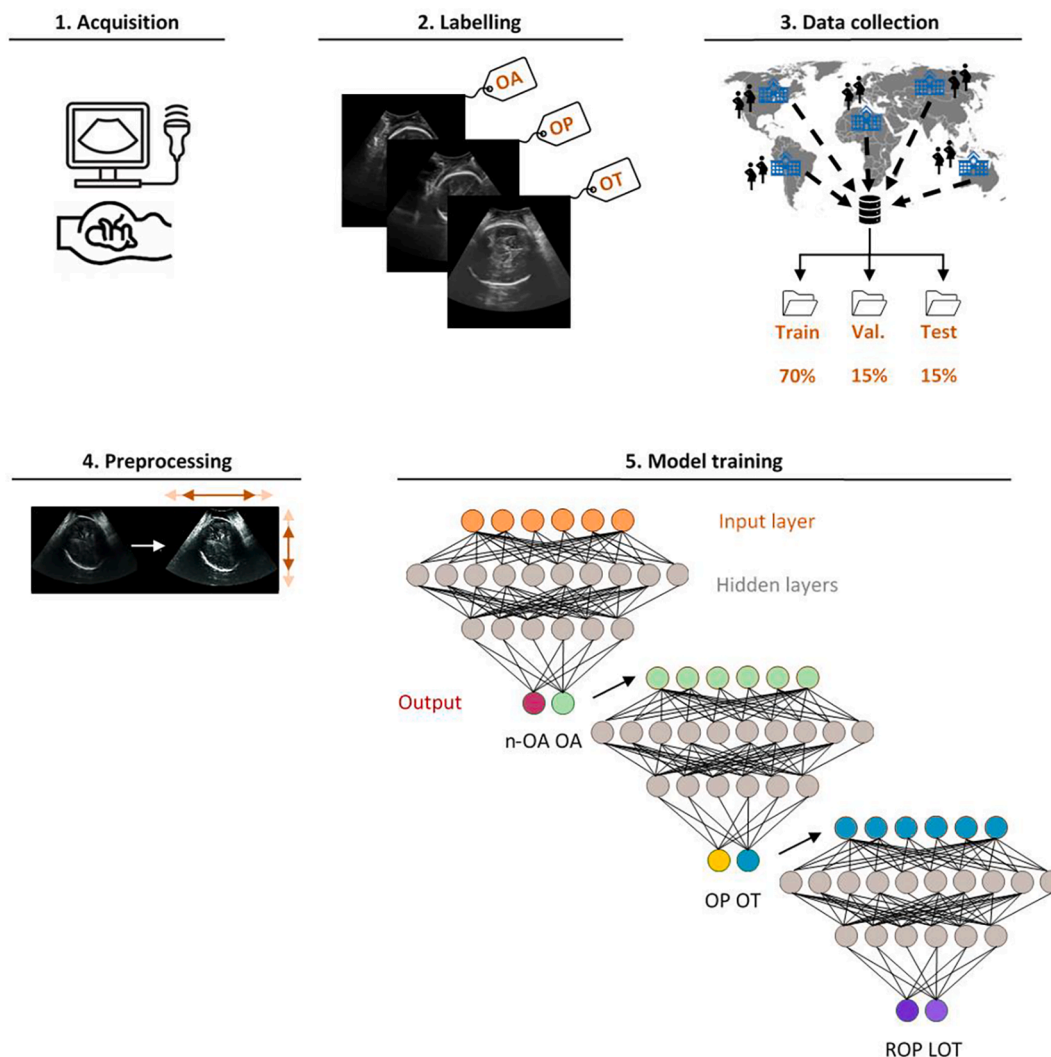 1. Acquisition
2. Labelling
3. Data collection
OA
OP
OT
Train
Val.
Test
70%
15%
15%
4. Preprocessing
5. Model training
Input layer
Hidden layers
Output
n-OA OA
OP OT
ROP LOT